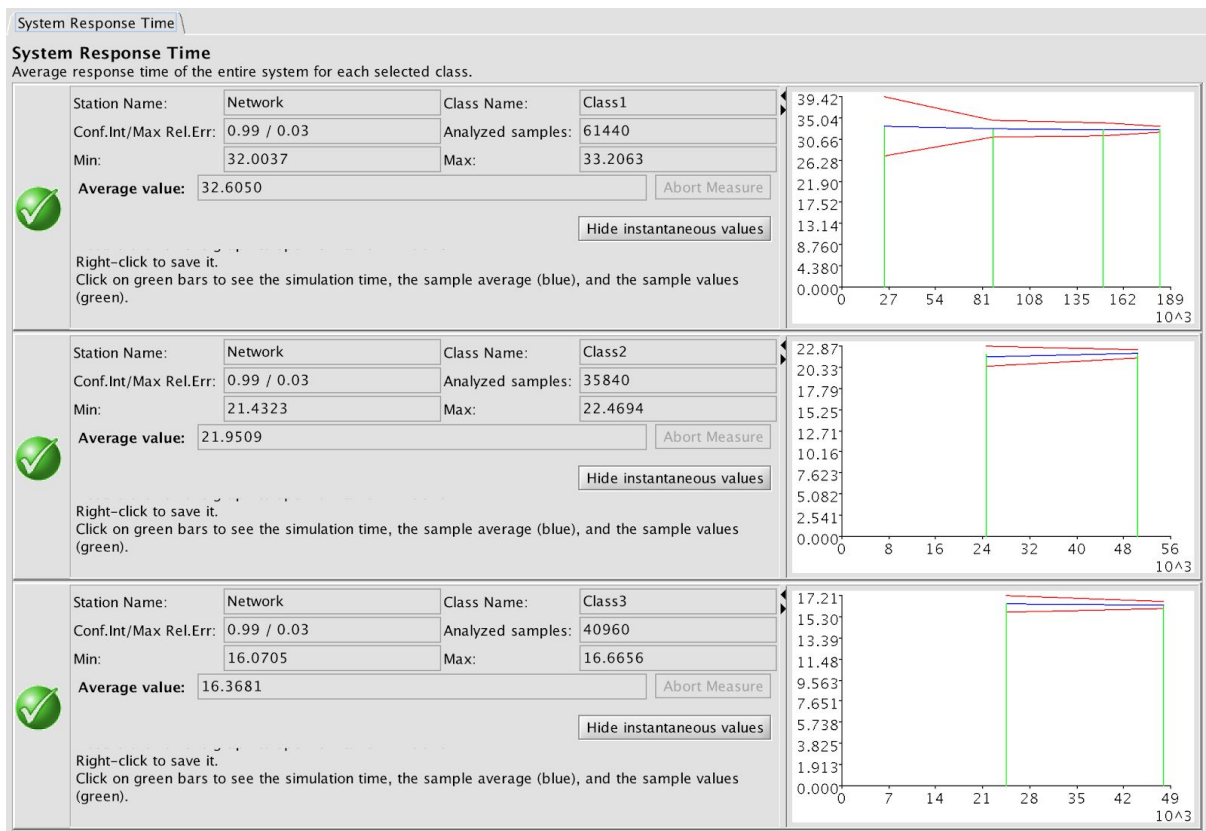 System Response Time
System Response Time
Average response time of the entire system for each selected class.
Station Name: Network Class Name: Class1
Conf.Int/Max Rel.Err: 0.99 / 0.03 Analyzed samples: 61440
Min: 32.0037 Max: 33.2063
Average value: 32.6050 Abort Measure
Hide instantaneous values
Right-click to save it.
Click on green bars to see the simulation time, the sample average (blue), and the sample values
(green).
39.42
35.04
30.66
26.28
21.90
17.52
13.14
8.760
4.380
0.000
0 27 54 81 108 135 162 189
10^3
Station Name: Network Class Name: Class2
Conf.Int/Max Rel.Err: 0.99 / 0.03 Analyzed samples: 35840
Min: 21.4323 Max: 22.4694
Average value: 21.9509 Abort Measure
Hide instantaneous values
Right-click to save it.
Click on green bars to see the simulation time, the sample average (blue), and the sample values
(green).
22.87
20.33
17.79
15.25
12.71
10.16
7.623
5.082
2.541
0.000
0 8 16 24 32 40 48 56
10^3
Station Name: Network Class Name: Class3
Conf.Int/Max Rel.Err: 0.99 / 0.03 Analyzed samples: 40960
Min: 16.0705 Max: 16.6656
Average value: 16.3681 Abort Measure
Hide instantaneous values
Right-click to save it.
Click on green bars to see the simulation time, the sample average (blue), and the sample values
(green).
17.21
15.30
13.39
11.48
9.563
7.651
5.738
3.825
1.913
0.000
0 7 14 21 28 35 42 49
10^3